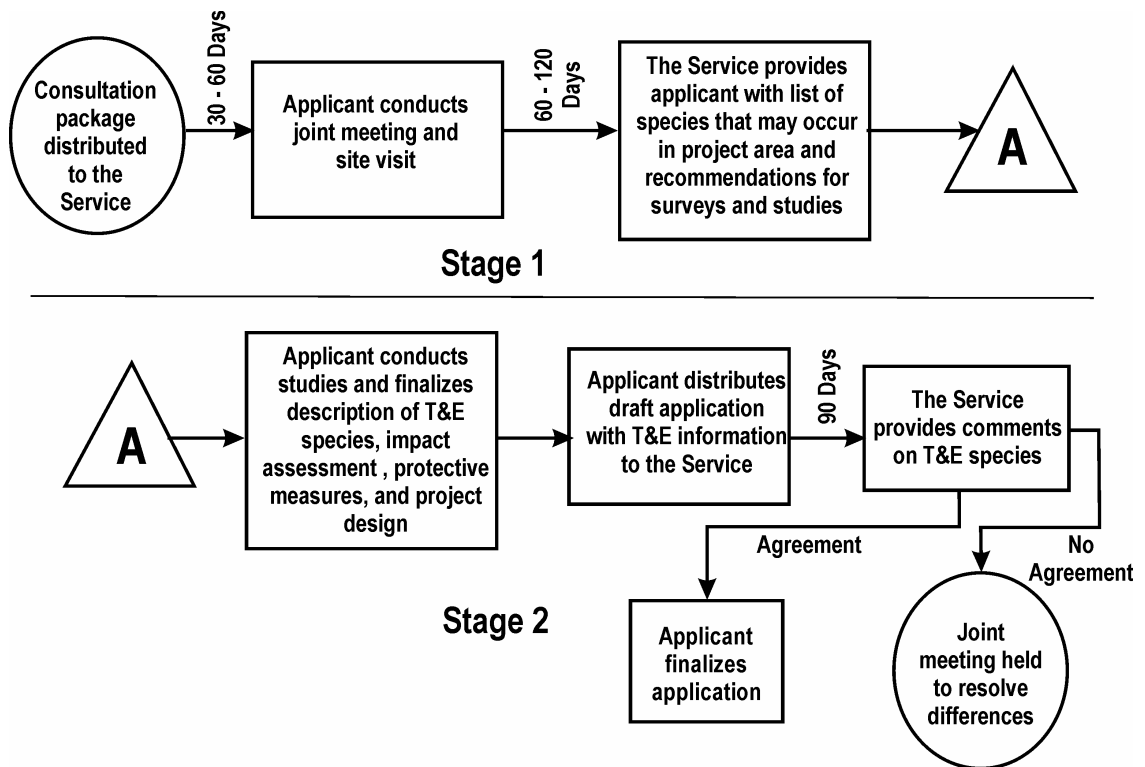 Consultation
package
distributed
to the
Service
30 - 60 Days
Applicant conducts
joint meeting and
site visit
60 - 120
Days
The Service provides
applicant with list of
species that may occur
in project area and
recommendations for
surveys and studies
A
Stage 1
A
Applicant conducts
studies and finalizes
description of T&E
species, impact
assessment , protective
measures, and project
design
Applicant distributes
draft application
with T&E information
to the Service
90 Days
The Service
provides comments
on T&E species
Agreement
No
Agreement
Stage 2
Applicant
finalizes
application
Joint
meeting held
to resolve
differences